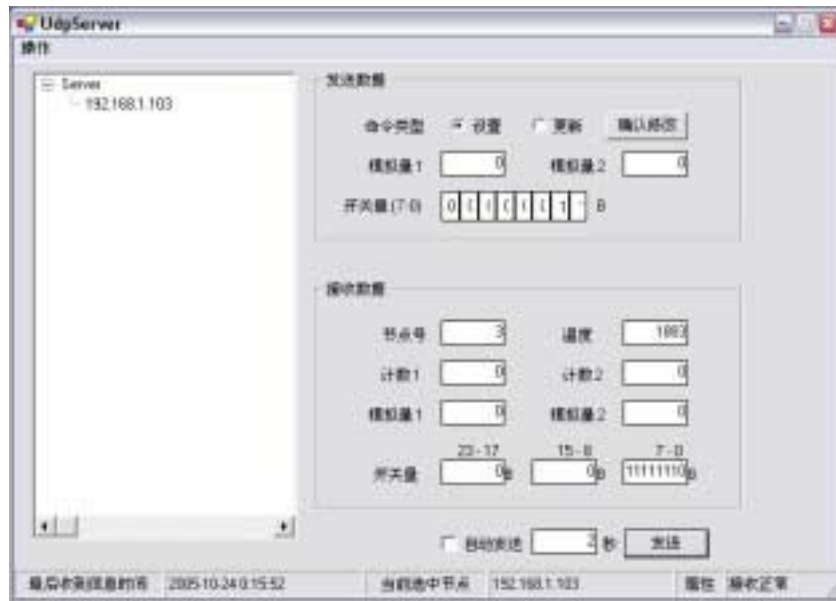 UdpServer
操作
Server
192.168.1.103
发送数据
命令类型 设置 更新 确认修改
模拟量1 0 模拟量2 0
开关量(7-0) B
接收数据
节点号 3 温度 1883
计数1 0 计数2 0
模拟量1 0 模拟量2 0
23-17 15-8 7-0
开关量 0 B 0 B 11111110 B
自动发送 2 秒 发送
最后收到信息时间 2005-10-24 0:15:52 当前选中节点 192.168.1.103 属性 接收正常